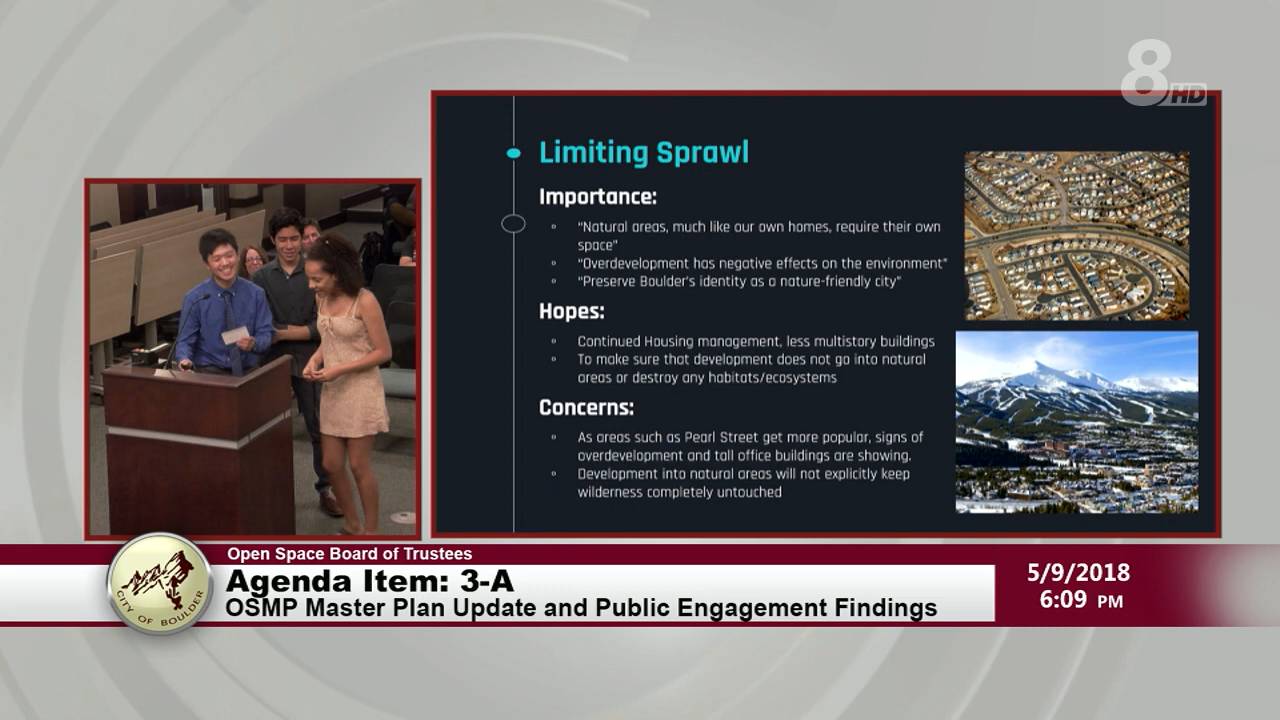 8HD
Limiting Sprawl
Importance:
“Natural areas, much like our own homes, require their own
space”
“Overdevelopment has negative effects on the environment”
“Preserve Boulder's identity as a nature-friendly city”
Hopes:
Continued Housing management, less multistory buildings
To make sure that development does not go into natural
areas or destroy any habitats/ecosystems
Concerns:
As areas such as Pearl Street get more popular, signs of
overdevelopment and tall office buildings are showing.
Development into natural areas will not explicitly keep
wilderness completely untouched
Open Space Board of Trustees
Agenda Item: 3-A
OSMP Master Plan Update and Public Engagement Findings
CITY OF BOULDER
5/9/2018
6:09 PM